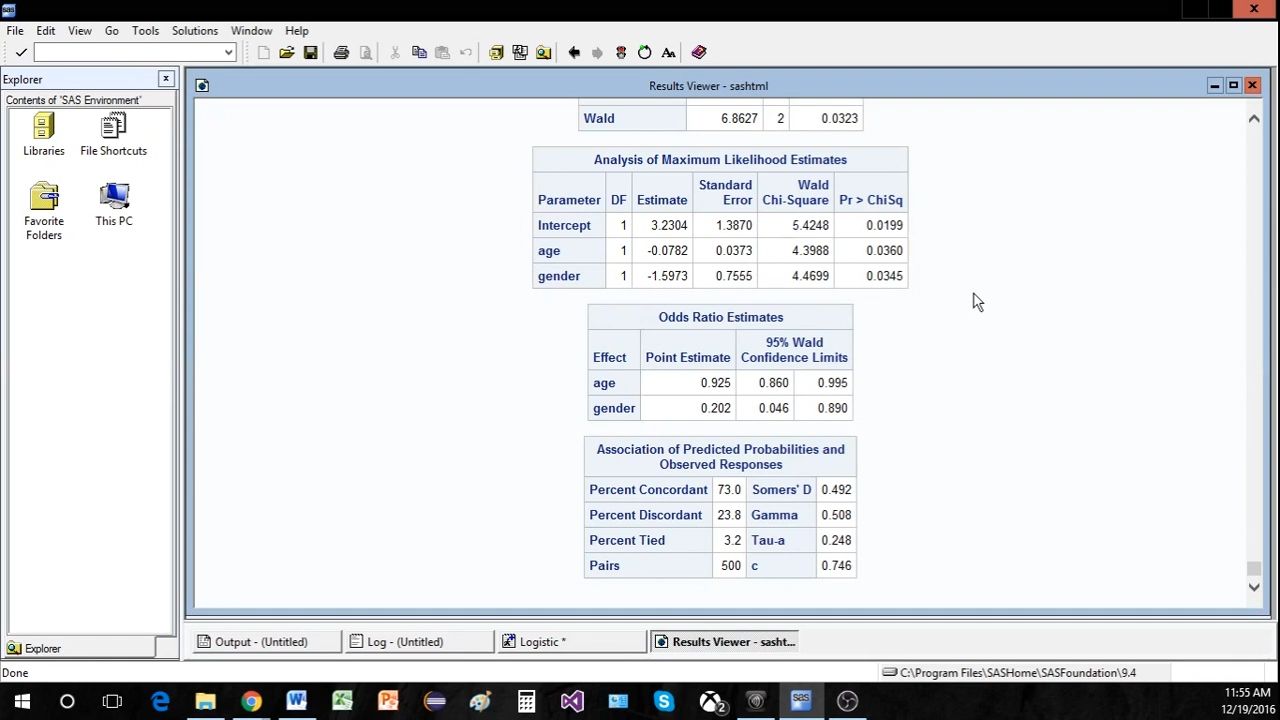 File Edit View Go Tools Solutions Window Help
Explorer x
Contents of 'SAS Environment'
Libraries File Shortcuts
Favorite Folders This PC
Explorer
Results Viewer - sashtml
Wald 6.8627 2 0.0323
Analysis of Maximum Likelihood Estimates
Parameter DF Estimate Standard Error Wald Chi-Square Pr > ChiSq
Intercept 1 3.2304 1.3870 5.4248 0.0199
age 1 -0.0782 0.0373 4.3988 0.0360
gender 1 -1.5973 0.7555 4.4699 0.0345
Odds Ratio Estimates
Effect Point Estimate 95% Wald Confidence Limits
age 0.925 0.860 0.995
gender 0.202 0.046 0.890
Association of Predicted Probabilities and
Observed Responses
Percent Concordant 73.0 Somers' D 0.492
Percent Discordant 23.8 Gamma 0.508
Percent Tied 3.2 Tau-a 0.248
Pairs 500 c 0.746
Output - (Untitled) Log - (Untitled) Logistic * Results Viewer - sasht...
Done C:\Program Files\SASHome\SASFoundation\9.4
11:55 AM
12/19/2016